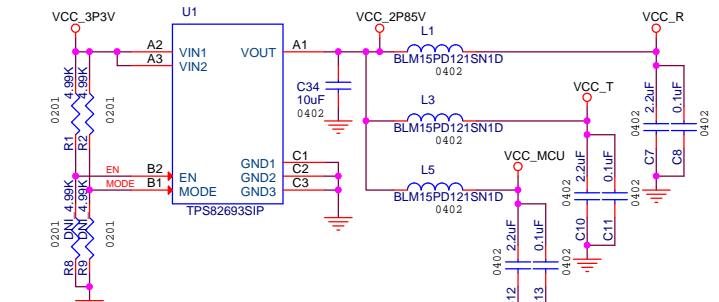 VCC_3P3V
U1
VCC_2P85V
VCC_R
L1
BLM15PD121SN1D
0402
A2
A3
VIN1
VIN2
VOUT
A1
4.99K
4.99K
0201
0201
R1
R2
C34
10uF
0402
VCC_T
L3
BLM15PD121SN1D
0402
2.2uF
0.1uF
0402
0402
C7
C8
EN
MODE
B2
B1
EN
MODE
GND1
GND2
GND3
C1
C2
C3
TPS82693SIP
VCC_MCU
L5
BLM15PD121SN1D
0402
2.2uF
0.1uF
0402
0402
C10
C11
DNI 4.99K
DNI 4.99K
0201
0201
R8
R9
2.2uF
0.1uF
0402
0402
12
13